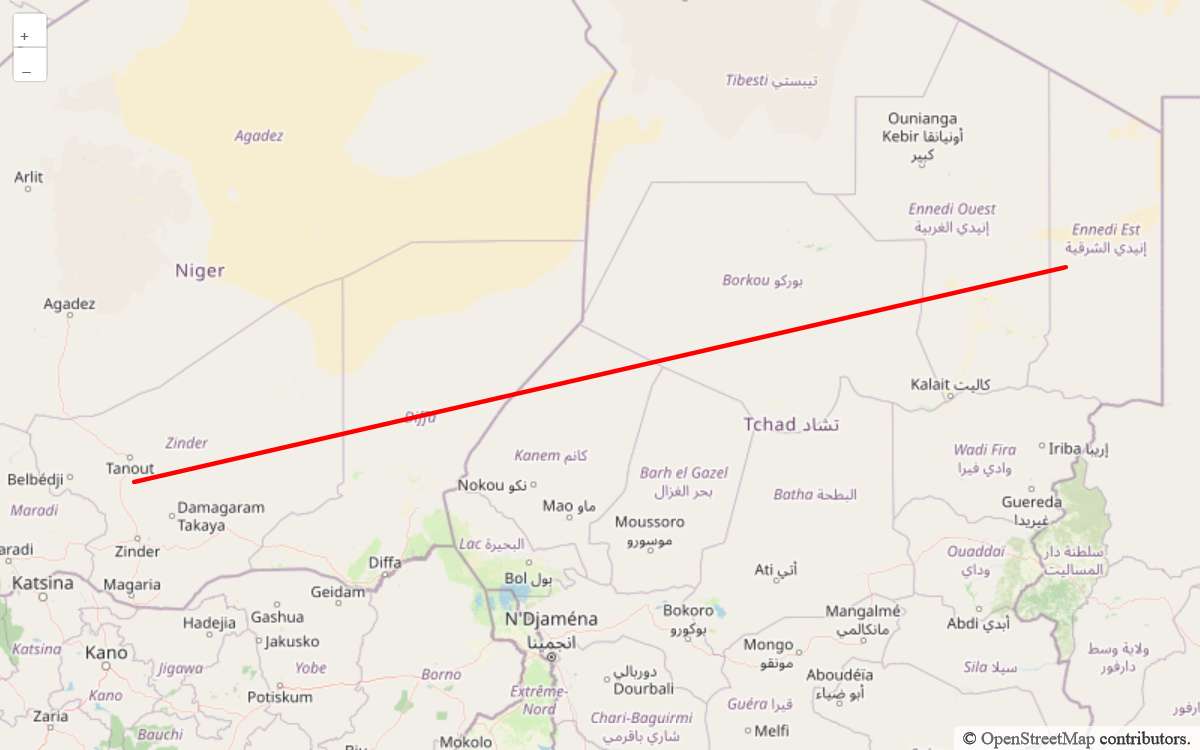 +
–
Tibesti تيبستي
Ounianga
Kebir أونيانقا
كبير
Agadez
Arlit
Ennedi Ouest
إنيدي الغربية
Ennedi Est
إنيدي الشرقية
Niger
Borkou بوركو
Agadez
Kalait كاليت
Diffa
Tchad تشاد
Zinder
Kanem كانم
Wadi Fira
وادي فيرا
Iriba إريبا
Tanout
Belbédji
Barh el Gazel
بحر الغزال
Nokou نكو
Batha البطحة
Maradi
Damagaram
Takaya
Mao ماو
Guereda
غيريدا
Moussoro
موسورو
Zinder
Lac البحيرة
Ouaddaï
وداي
سلطنة دار
المساليت
aradi
Diffa
Ati أتي
Katsina
Magaria
Geidam
Bol بول
Gashua
N'Djaména
انجمينا
Bokoro
بوكورو
Mangalmé
مانكالمي
Hadejia
Abdi أبدي
Jakusko
Katsina
Kano
Mongo
مونقو
ولاية وسط
دارفور
Jigawa
Yobe
Borno
Sila سيلا
Aboudéïa
أبو ضياء
دوربالي
Dourbali
Kano
Potiskum
Extrême-
Nord
Guéra قيرا
ارفور
Zaria
Chari-Baguirmi
شاري باقرمي
Bauchi
Melfi
Mokolo
© OpenStreetMap contributors.